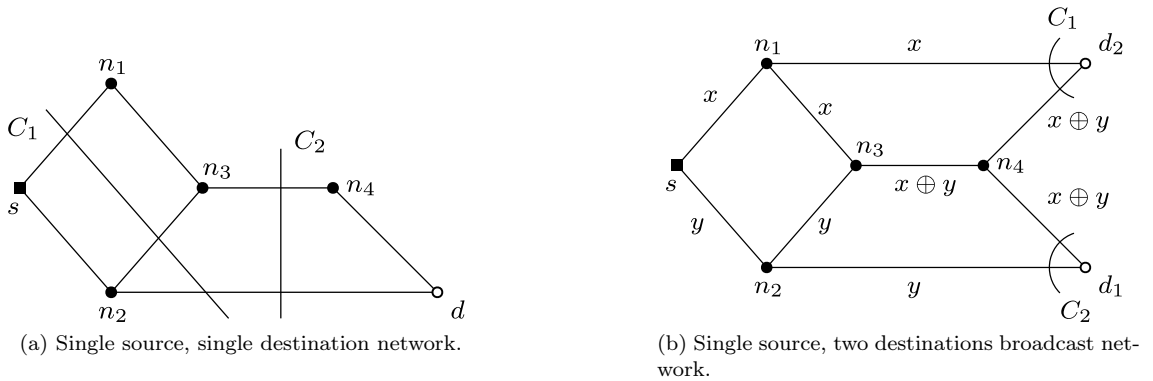 n1
C1
C2
n3
n4
s
n2
d
(a) Single source, single destination network.
C1
n1
x
d2
x
x
x ⊕ y
n3
n4
s
x ⊕ y
x ⊕ y
y
y
n2
y
d1
C2
(b) Single source, two destinations broadcast net-
work.